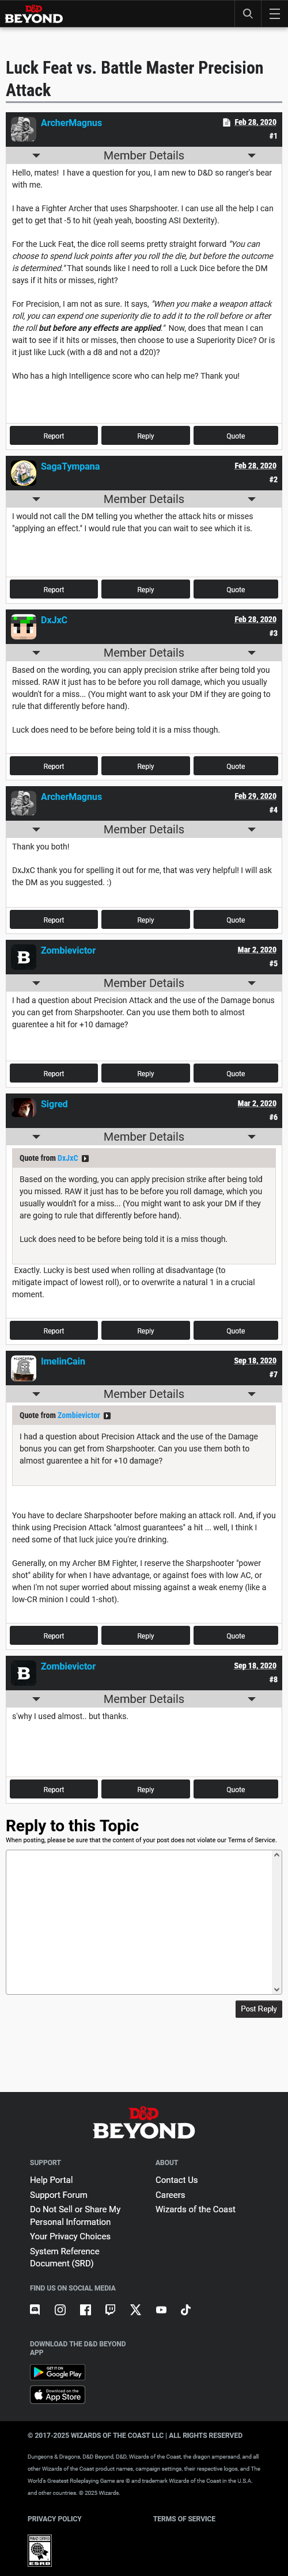 D&D
BEYOND
Luck Feat vs. Battle Master Precision
Attack
ArcherMagnus
Feb 28, 2020
#1
Member Details
Hello, mates!  I have a question for you, I am new to D&D so ranger's bear
with me.
I have a Fighter Archer that uses Sharpshooter. I can use all the help I can
get to get that -5 to hit (yeah yeah, boosting ASI Dexterity).
For the Luck Feat, the dice roll seems pretty straight forward "You can
choose to spend luck points after you roll the die, but before the outcome
is determined." That sounds like I need to roll a Luck Dice before the DM
says if it hits or misses, right?
For Precision, I am not as sure. It says, "When you make a weapon attack
roll, you can expend one superiority die to add it to the roll before or after
the roll but before any effects are applied."  Now, does that mean I can
wait to see if it hits or misses, then decide to use a Superiority Dice? Or is
it just like Luck (with a d8 and not a d20)?
Who has a high Intelligence score who can help me? Thank you!
Report
Reply
Quote
SagaTympana
Feb 28, 2020
#2
Member Details
I would not call the DM telling you whether the attack hits or misses
"applying an effect." I would rule that you can wait to see which it is.
Report
Reply
Quote
DxJxC
Feb 28, 2020
#3
Member Details
Based on the wording, you can apply precision strike after being told you
missed. RAW it just has to be before you roll damage, which you usually
wouldn't for a miss... (You might want to ask your DM if they are going to
rule that differently before hand).
Luck does need to be before being told it is a miss though.
Report
Reply
Quote
ArcherMagnus
Feb 29, 2020
#4
Member Details
Thank you both!
DxJxC thank you for spelling it out for me, that was very helpful! I will ask
the DM as you suggested. :)
Report
Reply
Quote
Zombievictor
Mar 2, 2020
#5
Member Details
I had a question about Precision Attack and the use of the Damage bonus
you can get from Sharpshooter. Can you use them both to almost
guarentee a hit for +10 damage?
Report
Reply
Quote
Sigred
Mar 2, 2020
#6
Member Details
Quote from DxJxC
Based on the wording, you can apply precision strike after being told you
missed. RAW it just has to be before you roll damage, which you
usually wouldn't for a miss... (You might want to ask your DM if they
are going to rule that differently before hand).
Luck does need to be before being told it is a miss though.
Exactly. Lucky is best used when rolling at disadvantage (to
mitigate impact of lowest roll), or to overwrite a natural 1 in a crucial
moment.
Report
Reply
Quote
ImelinCain
Sep 18, 2020
#7
Member Details
Quote from Zombievictor
I had a question about Precision Attack and the use of the Damage
bonus you can get from Sharpshooter. Can you use them both to
almost guarentee a hit for +10 damage?
You have to declare Sharpshooter before making an attack roll. And, if you
think using Precision Attack "almost guarantees" a hit ... well, I think I
need some of that luck juice you're drinking.
Generally, on my Archer BM Fighter, I reserve the Sharpshooter "power
shot" ability for when I have advantage, or against foes with low AC, or
when I'm not super worried about missing against a weak enemy (like a
low-CR minion I could 1-shot).
Report
Reply
Quote
Zombievictor
Sep 18, 2020
#8
Member Details
s'why I used almost.. but thanks.
Report
Reply
Quote
Reply to this Topic
When posting, please be sure that the content of your post does not violate our Terms of Service.
Post Reply
D&D
BEYOND
SUPPORT
Help Portal
Support Forum
Do Not Sell or Share My
Personal Information
Your Privacy Choices
System Reference
Document (SRD)
ABOUT
Contact Us
Careers
Wizards of the Coast
FIND US ON SOCIAL MEDIA
DOWNLOAD THE D&D BEYOND
APP
GET IT ON
Google Play
Download on the
App Store
© 2017-2025 WIZARDS OF THE COAST LLC | ALL RIGHTS RESERVED
Dungeons & Dragons, D&D Beyond, D&D, Wizards of the Coast, the dragon ampersand, and all
other Wizards of the Coast product names, campaign settings, their respective logos, and The
World's Greatest Roleplaying Game are ® and trademark Wizards of the Coast in the U.S.A.
and other countries. © 2025 Wizards.
PRIVACY POLICY
TERMS OF SERVICE
ESRB